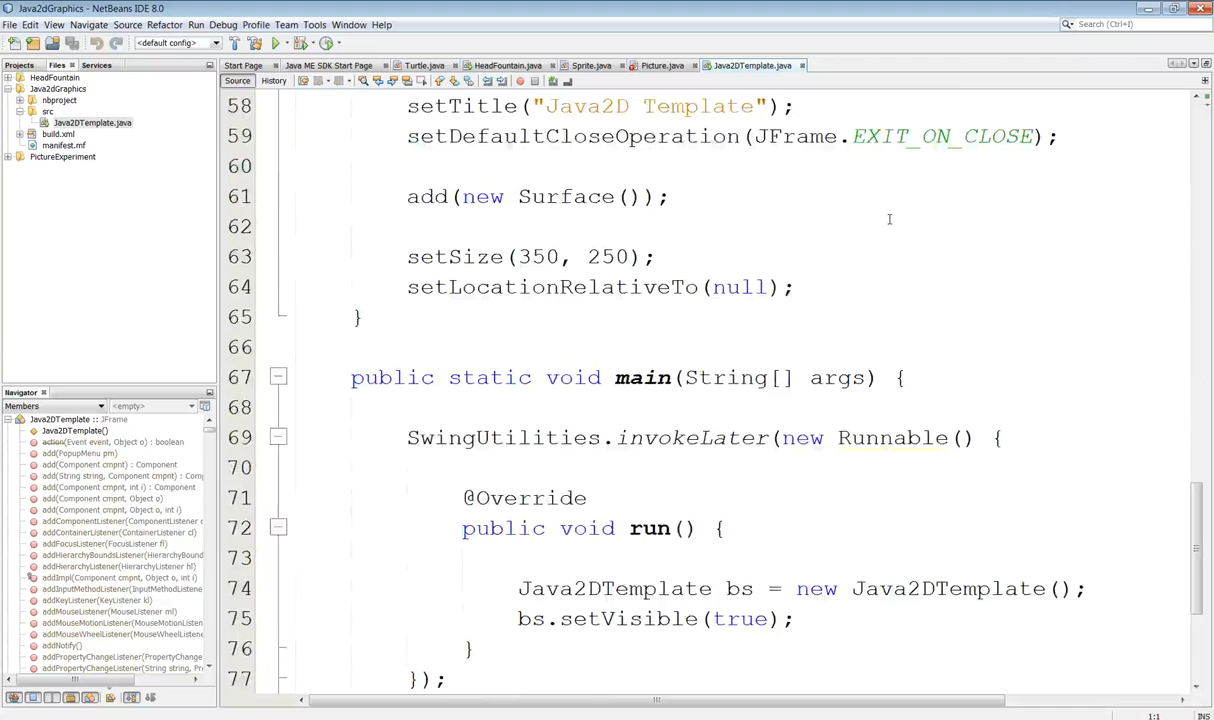 Java2dGraphics - NetBeans IDE 8.0
File Edit View Navigate Source Refactor Run Debug Profile Team Tools Window Help
Search (Ctrl+I)
<default config>
Projects Files Services
Start Page Java ME SDK Start Page Turtle.java HeadFountain.java Sprite.java Picture.java Java2DTemplate.java
Source History
HeadFountain
Java2dGraphics
nbproject
src
Java2DTemplate.java
build.xml
manifest.mf
PictureExperiment
58 setTitle("Java2D Template");
59 setDefaultCloseOperation(JFrame.EXIT_ON_CLOSE);
60
61 add(new Surface());
62
63 setSize(350, 250);
64 setLocationRelativeTo(null);
65 }
66
67 public static void main(String[] args) {
68
69 SwingUtilities.invokeLater(new Runnable() {
70
71 @Override
72 public void run() {
73
74 Java2DTemplate bs = new Java2DTemplate();
75 bs.setVisible(true);
76 }
77 });
Navigator
Members <empty>
Java2DTemplate :: JFrame
Java2DTemplate()
action(Event event, Object o) : boolean
add(PopupMenu pm)
add(Component cmpnt) : Component
add(String string, Component cmpnt) : Co
add(Component cmpnt, int i) : Component
add(Component cmpnt, Object o)
add(Component cmpnt, Object o, int i)
addComponentListener(ComponentListener c
addContainerListener(ContainerListener cl)
addFocusListener(FocusListener fl)
addHierarchyBoundsListener(HierarchyBound
addHierarchyListener(HierarchyListener hl)
addImpl(Component cmpnt, Object o, int i)
addInputMethodListener(InputMethodListene
addKeyListener(KeyListener kl)
addMouseListener(MouseListener ml)
addMouseMotionListener(MouseMotionListen
addMouseWheelListener(MouseWheelListener
addNotify()
addPropertyChangeListener(PropertyChange
addPropertyChangeListener(String string, Pr
1:1 INS